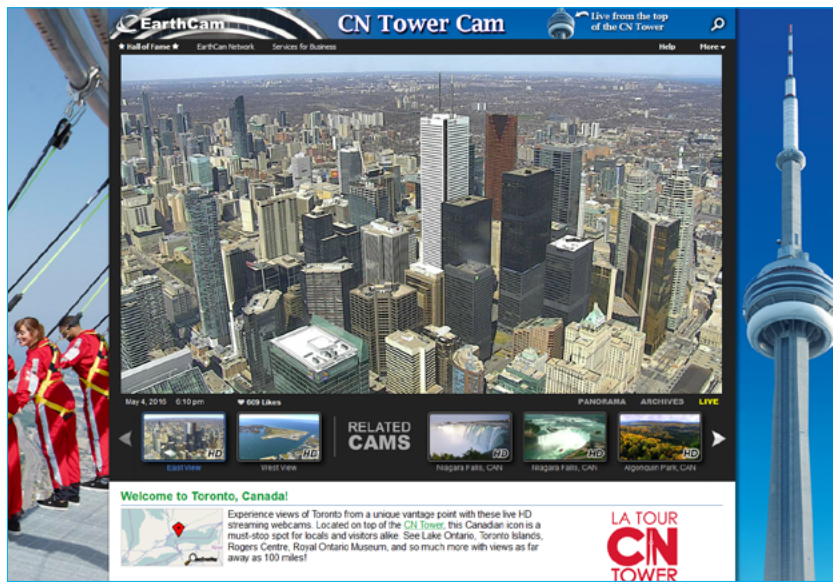 EarthCam
CN Tower Cam
Live from the top
of the CN Tower
★ Hall of Fame ★ EarthCam Network Services for Business Help More
May 4, 2016 6:10 pm ♥ 609 Likes PANORAMA ARCHIVES LIVE
HD HD RELATED CAMS HD HD HD
East View West View Niagara Falls, CAN Niagara Falls, CAN Algonquin Park, CAN
Welcome to Toronto, Canada!
Experience views of Toronto from a unique vantage point with these live HD
streaming webcams. Located on top of the CN Tower, this Canadian icon is a
must-stop spot for locals and visitors alike. See Lake Ontario, Toronto Islands,
Rogers Centre, Royal Ontario Museum, and so much more with views as far
away as 100 miles!
LA TOUR
CN
TOWER